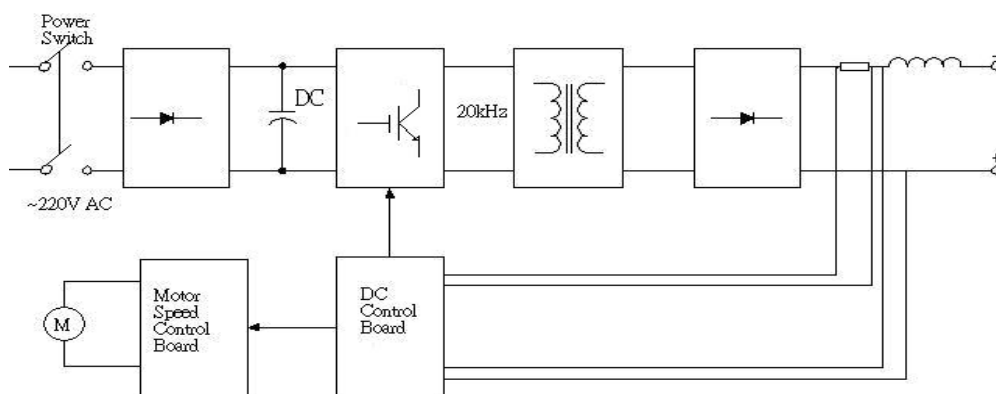 Power
Switch
DC
20kHz
~220V AC
-
+
Motor
Speed
Control
Board
DC
Control
Board
M